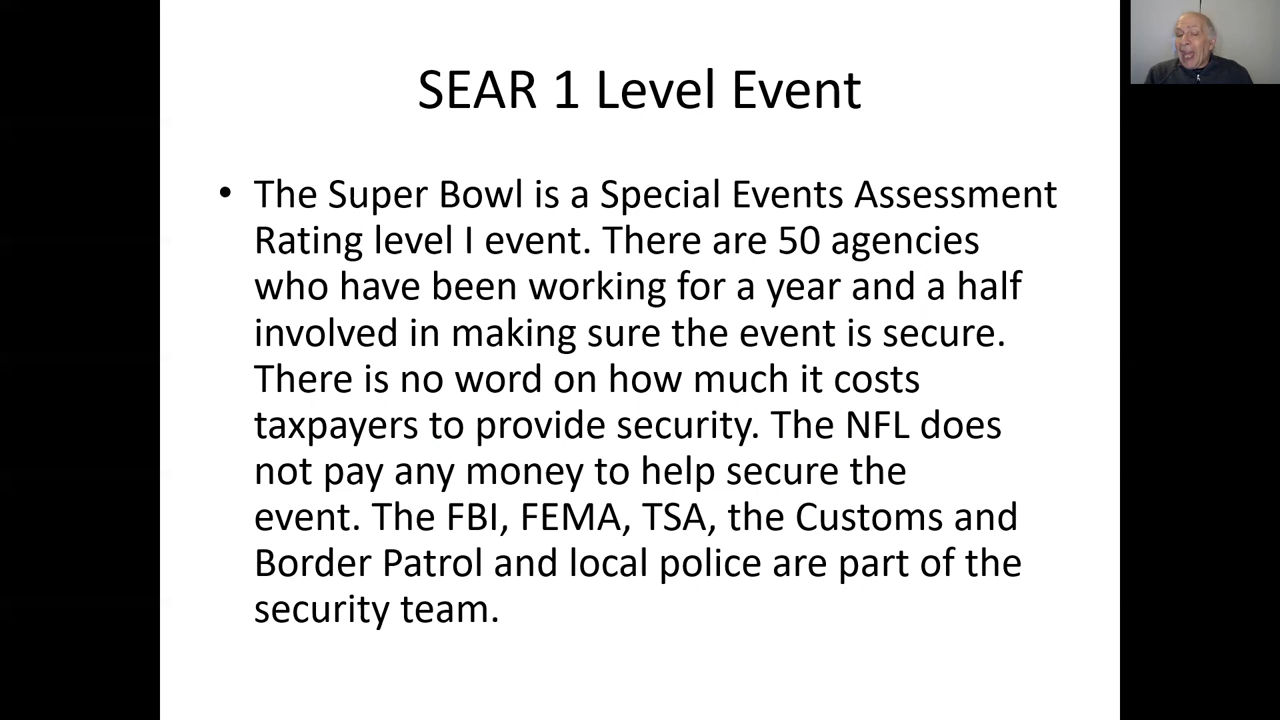 SEAR 1 Level Event
• The Super Bowl is a Special Events Assessment
Rating level I event. There are 50 agencies
who have been working for a year and a half
involved in making sure the event is secure.
There is no word on how much it costs
taxpayers to provide security. The NFL does
not pay any money to help secure the
event. The FBI, FEMA, TSA, the Customs and
Border Patrol and local police are part of the
security team.